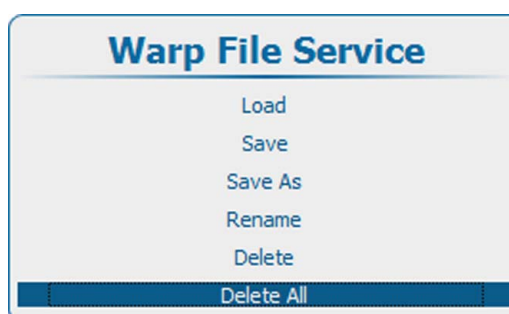 Warp File Service
Load
Save
Save As
Rename
Delete
Delete All